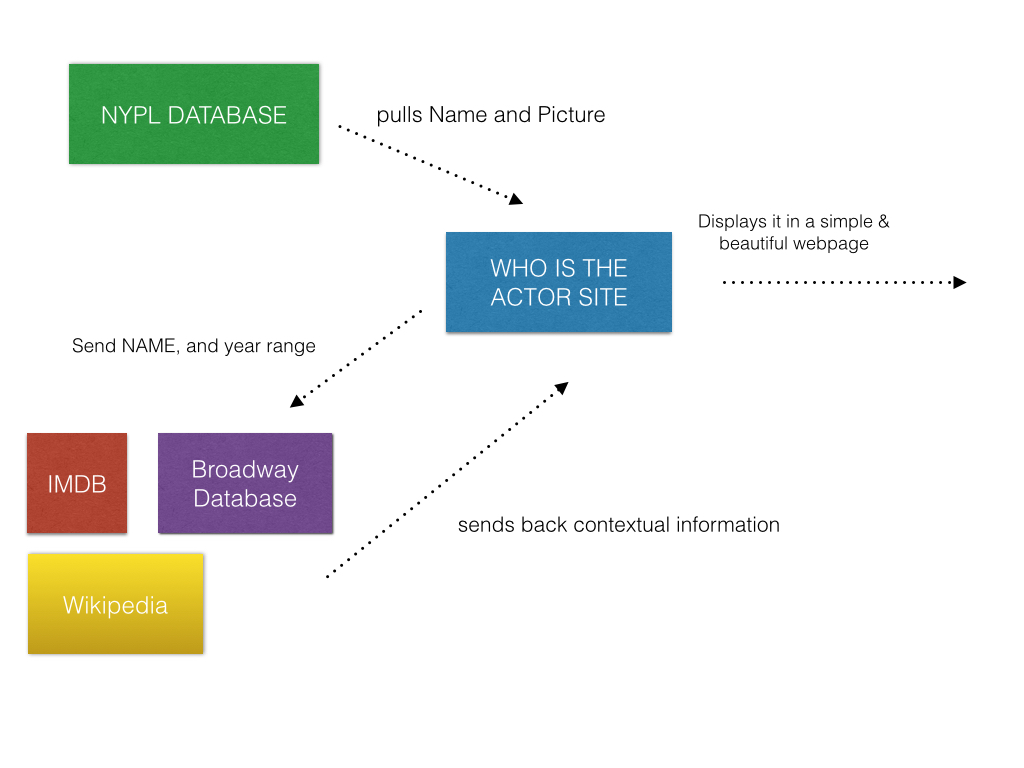 NYPL DATABASE
pulls Name and Picture
Displays it in a simple &
beautiful webpage
WHO IS THE
ACTOR SITE
Send NAME, and year range
IMDB
Broadway
Database
sends back contextual information
Wikipedia